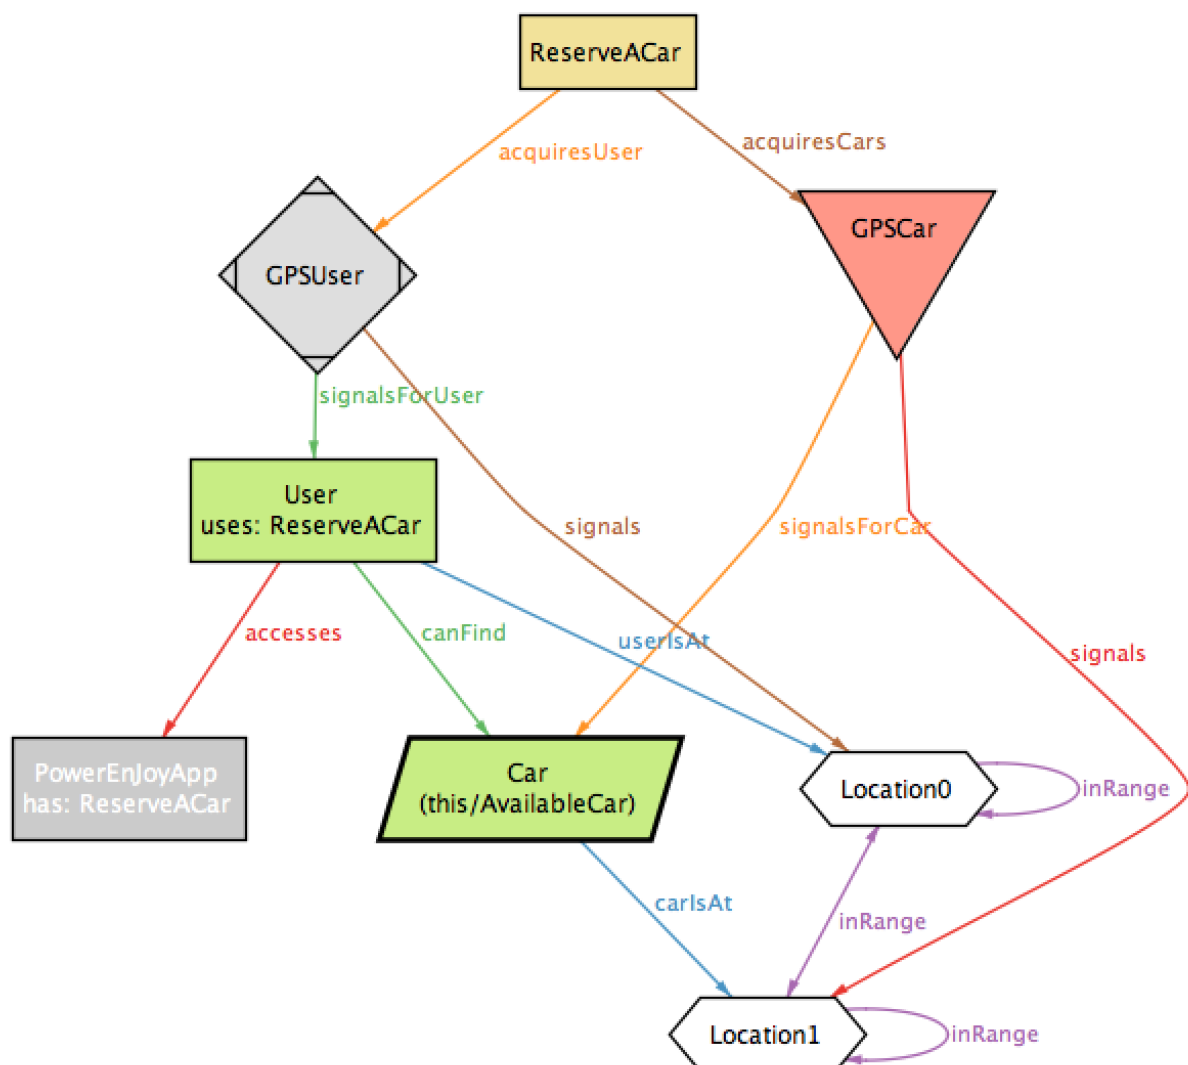 ReserveACar
acquiresUser
acquiresCars
GPSUser
GPSCar
signalsForUser
User
uses: ReserveACar
signals
signalsForCar
accesses
canFind
userIsAt
signals
PowerEnJoyApp
has: ReserveACar
Car
(this/AvailableCar)
Location0
inRange
carIsAt
inRange
Location1
inRange